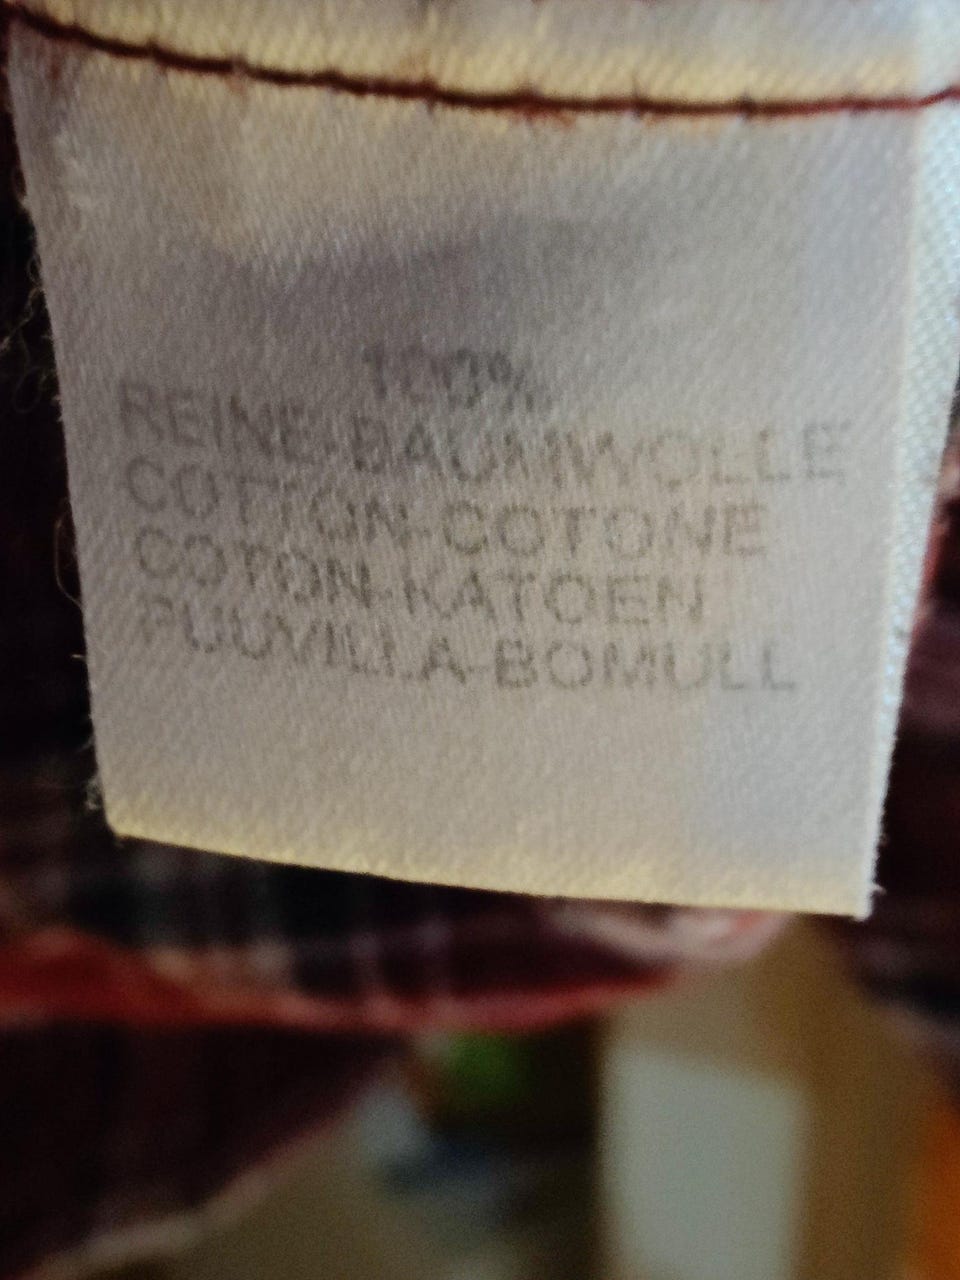 100%
REINE-BAUMWOLLE
COTTON-COTONE
COTON-KATOEN
PUUVILLA-BOMULL